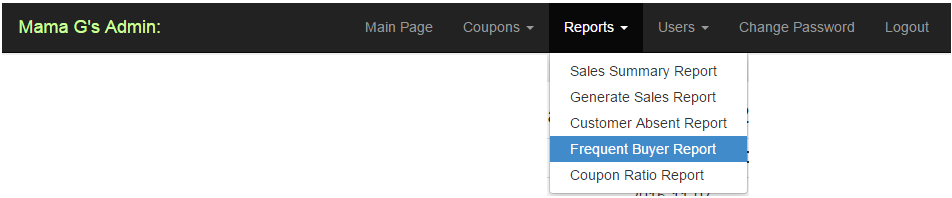 Mama G's Admin: Main Page Coupons Reports Users Change Password Logout
Sales Summary Report
Generate Sales Report
Customer Absent Report
Frequent Buyer Report
Coupon Ratio Report